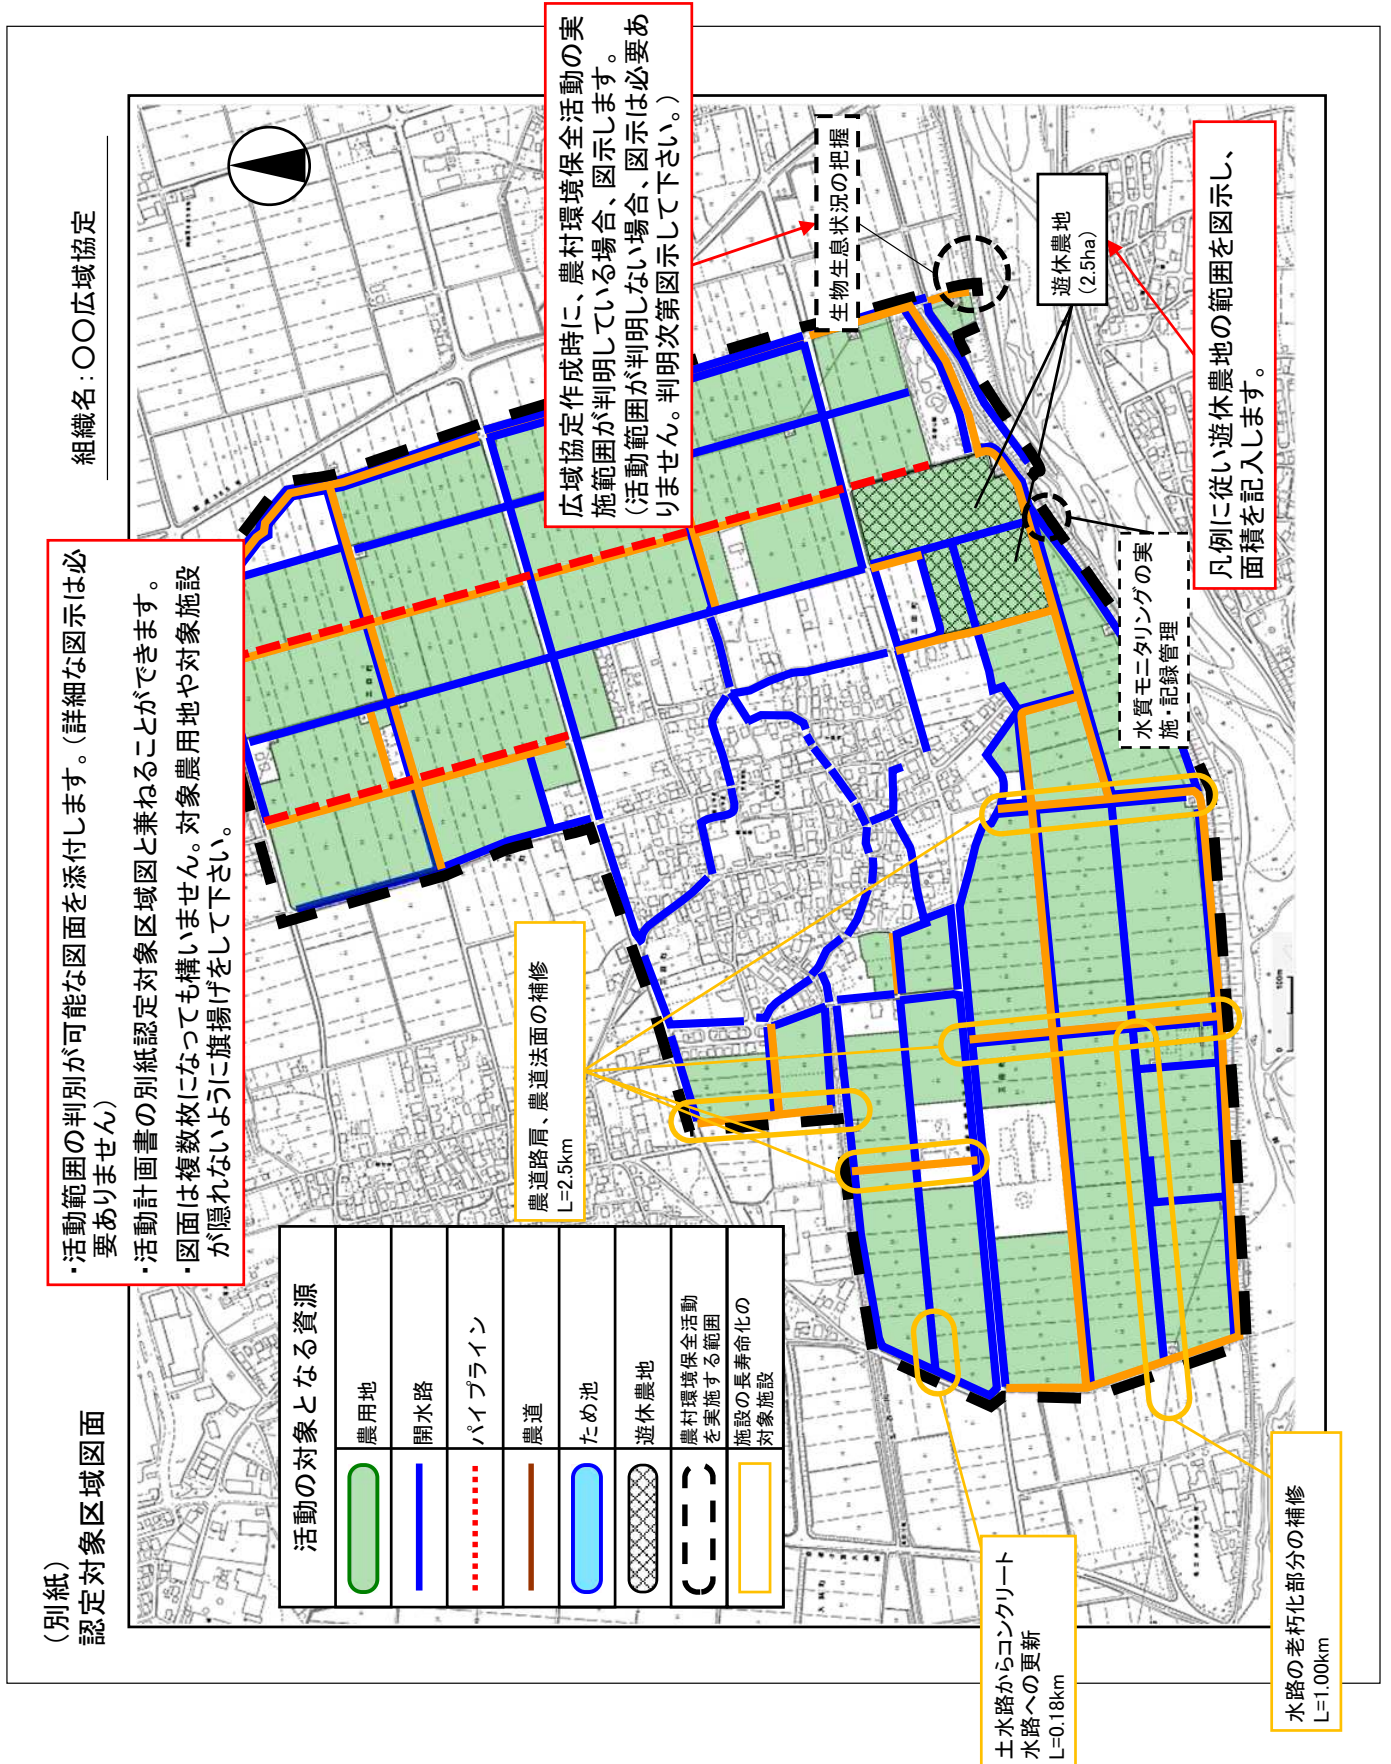 (別紙)
認定対象区域図面
組織名:〇〇広域協定
・活動範囲の判別が可能な図面を添付します。(詳細な図示は必
要ありません)
・活動計画書の別紙認定対象区域図と兼ねることができます。
・図面は複数枚になっても構いません。対象農用地や対象施設
が隠れないように旗揚げをして下さい。
広域協定作成時に、農村環境保全活動の実
施範囲が判明している場合、図示します。
(活動範囲が判明しない場合、図示は必要あ
りません。判明次第図示して下さい。)
活動の対象となる資源
農用地
開水路
パイプライン
農道
ため池
遊休農地
農村環境保全活動
を実施する範囲
施設の長寿命化の
対象施設
農道路肩、農道法面の補修
L=2.5km
生物生息状況の把握
遊休農地
(2.5ha)
水質モニタリングの実
施・記録管理
凡例に従い遊休農地の範囲を図示し、
面積を記入します。
土水路からコンクリート
水路への更新
L=0.18km
水路の老朽化部分の補修
L=1.00km
0 100m